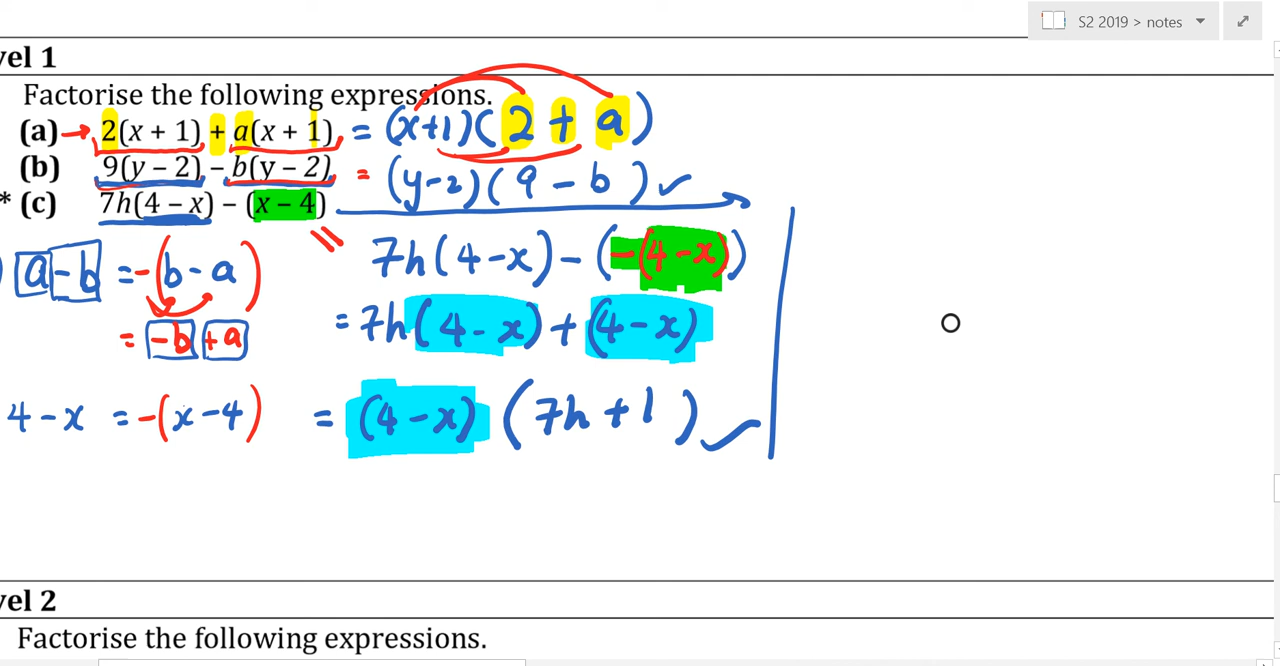 S2 2019 > notes
vel 1
Factorise the following expressions.
(a) 2(x + 1) + a(x + 1) = (x+1)(2 + a)
(b) 9(y − 2) − b(y − 2) = (y-2)(9 - b)
* (c) 7h(4 − x) − (x − 4)
a - b = -(b - a)
= -b + a
4 - x = -(x - 4)
= 7h(4-x) - (-(4-x))
= 7h(4-x) + (4-x)
= (4-x)(7h + 1)
vel 2
Factorise the following expressions.